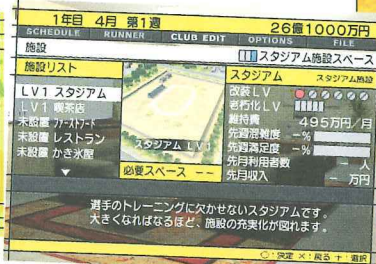 1年目 4月 第1週 26億1000万円
SCHEDULE RUNNER CLUB EDIT OPTIONS FILE
施設 スタジアム施設スペース
施設リスト
LV1 スタジアム
LV1 喫茶店
未設置 ファーストフード
未設置 レストラン
未設置 かき氷屋
スタジアム LV1
必要スペース --
スタジアム スタジアム施設
改装LV
老朽化LV
維持費 495万円/月
先週混雑度 -%
先週満足度 -%
先月利用者数 - 人
先月収入 - 万円
選手のトレーニングに欠かせないスタジアムです。
大きくなればなるほど、施設の充実化が図れます。
○:決定 ×:戻る +:選択